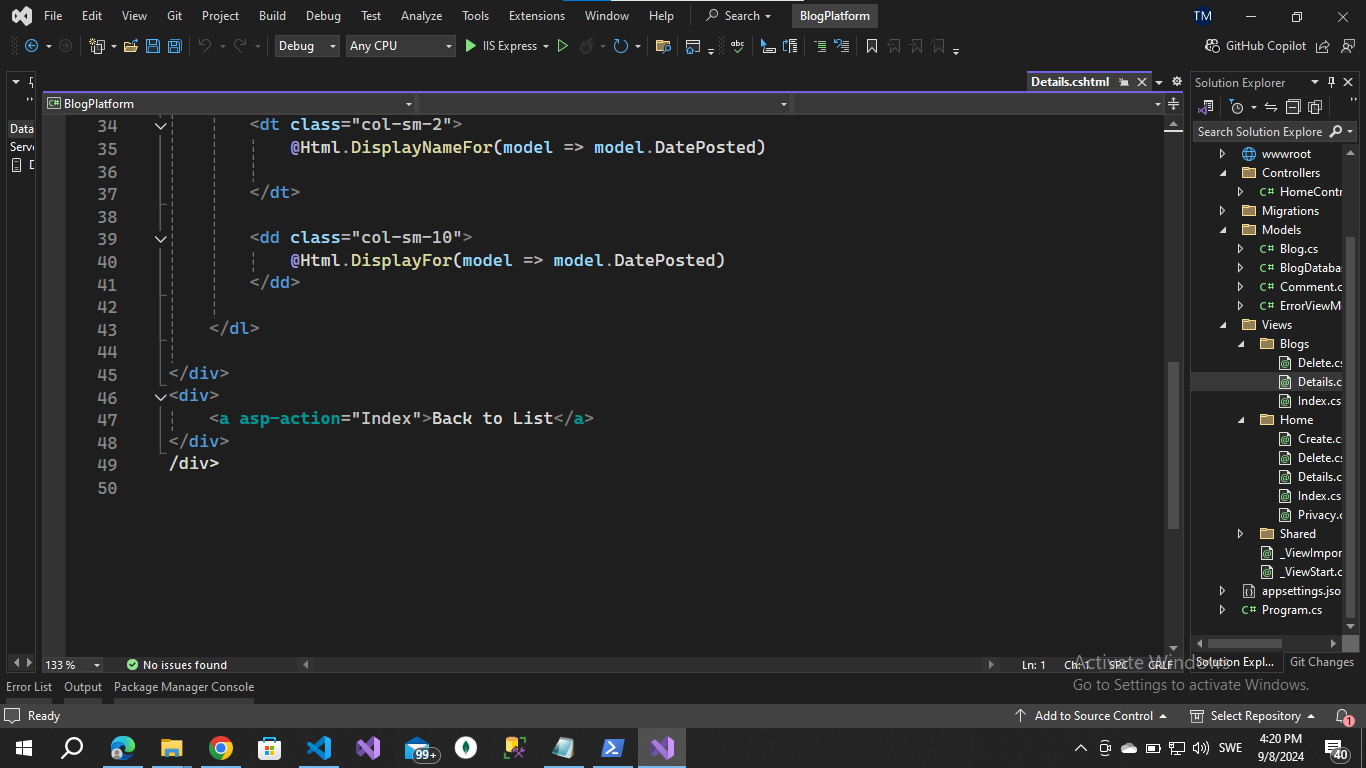 File Edit View Git Project Build Debug Test Analyze Tools Extensions Window Help Search BlogPlatform TM
Debug Any CPU IIS Express GitHub Copilot
Details.cshtml
Solution Explorer
C# BlogPlatform
Data
Serv
Search Solution Explore
34 <dt class="col-sm-2">
35 @Html.DisplayNameFor(model => model.DatePosted)
36
37 </dt>
38
39 <dd class="col-sm-10">
40 @Html.DisplayFor(model => model.DatePosted)
41 </dd>
42
43 </dl>
44
45 </div>
46 <div>
47 <a asp-action="Index">Back to List</a>
48 </div>
49 /div>
50
wwwroot
Controllers
C# HomeContr
Migrations
Models
C# Blog.cs
C# BlogDataba
C# Comment.c
C# ErrorViewM
Views
Blogs
Delete.cs
Details.c
Index.cs
Home
Create.c
Delete.cs
Details.c
Index.cs
Privacy.c
Shared
_ViewImpor
_ViewStart.c
appsettings.jso
C# Program.cs
133 % No issues found Ln: 1 Ch: 1 SPC CRLF
Solution Expl... Git Changes
Activate Windows
Go to Settings to activate Windows.
Error List Output Package Manager Console
Ready Add to Source Control Select Repository 1
99+ SWE 4:20 PM
9/8/2024 40